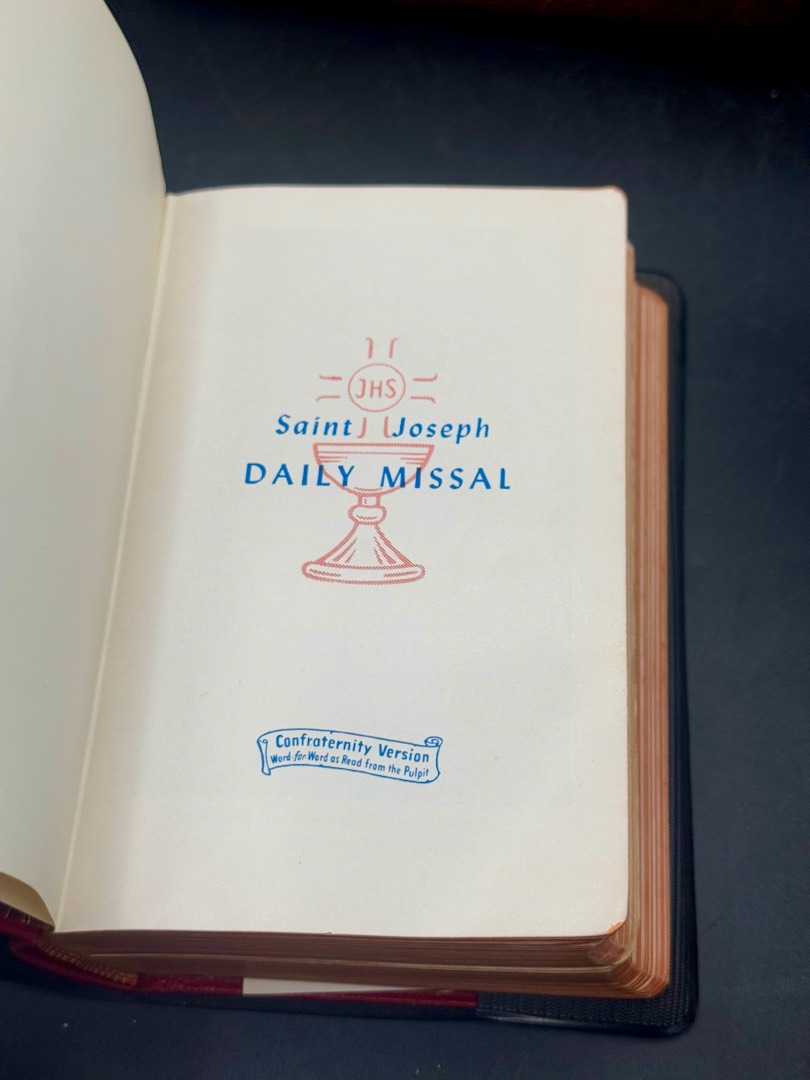 JHS
Saint Joseph
DAILY MISSAL
Confraternity Version
Word-for-Word as Read from the Pulpit